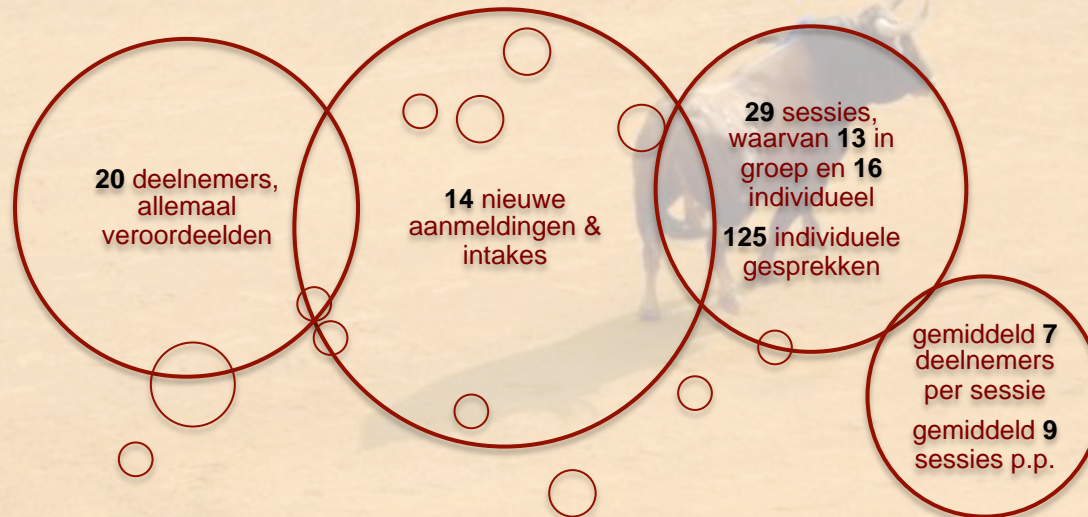 20 deelnemers,
allemaal
veroordeelden
14 nieuwe
aanmeldingen &
intakes
29 sessies,
waarvan 13 in
groep en 16
individueel
125 individuele
gesprekken
gemiddeld 7
deelnemers
per sessie
gemiddeld 9
sessies p.p.